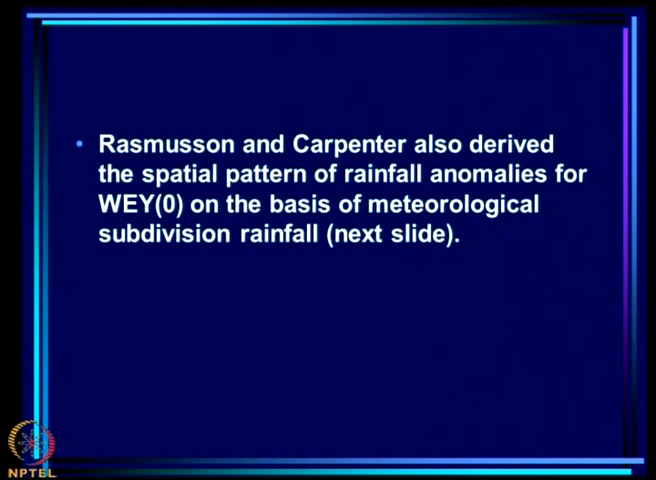 • Rasmusson and Carpenter also derived
the spatial pattern of rainfall anomalies for
WEY(0) on the basis of meteorological
subdivision rainfall (next slide).
NPTEL